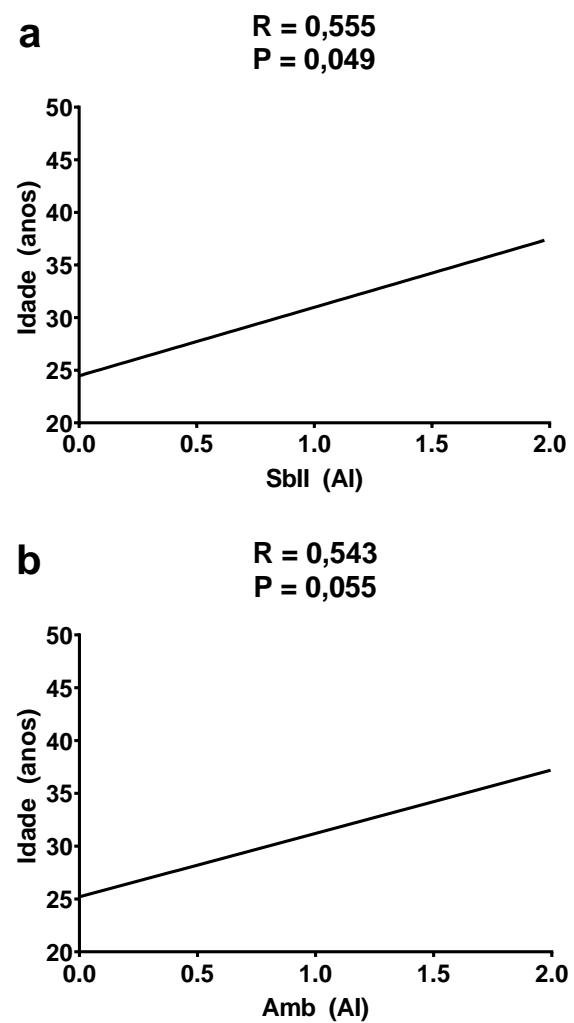 a
R = 0,555
P = 0,049
50
45
40
35
30
25
20
Idade (anos)
0.0 0.5 1.0 1.5 2.0
SbII (AI)
b
R = 0,543
P = 0,055
50
45
40
35
30
25
20
Idade (anos)
0.0 0.5 1.0 1.5 2.0
Amb (AI)